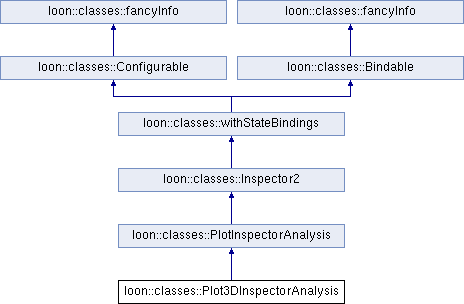 loon::classes::fancyInfo
loon::classes::fancyInfo
loon::classes::Configurable
loon::classes::Bindable
loon::classes::withStateBindings
loon::classes::Inspector2
loon::classes::PlotInspectorAnalysis
loon::classes::Plot3DInspectorAnalysis